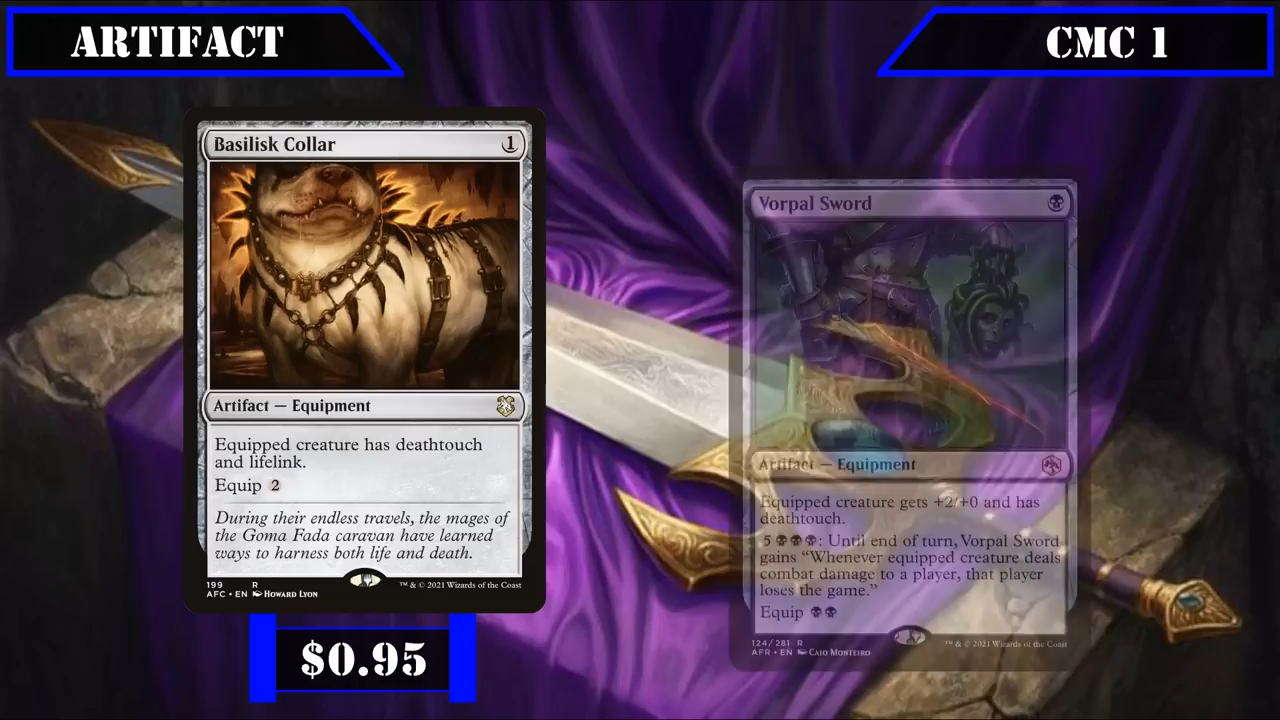 ARTIFACT
CMC 1
Basilisk Collar 1
Artifact — Equipment
Equipped creature has deathtouch
and lifelink.
Equip 2
During their endless travels, the mages of
the Goma Fada caravan have learned
ways to harness both life and death.
199 R
AFC • EN Howard Lyon
™ & © 2021 Wizards of the Coast
$0.95
Vorpal Sword
Artifact — Equipment
Equipped creature gets +2/+0 and has
deathtouch.
5: Until end of turn, Vorpal Sword
gains “Whenever equipped creature deals
combat damage to a player, that player
loses the game.”
Equip
124/281 R
AFR • EN Caio Monteiro
™ & © 2021 Wizards of the Coast